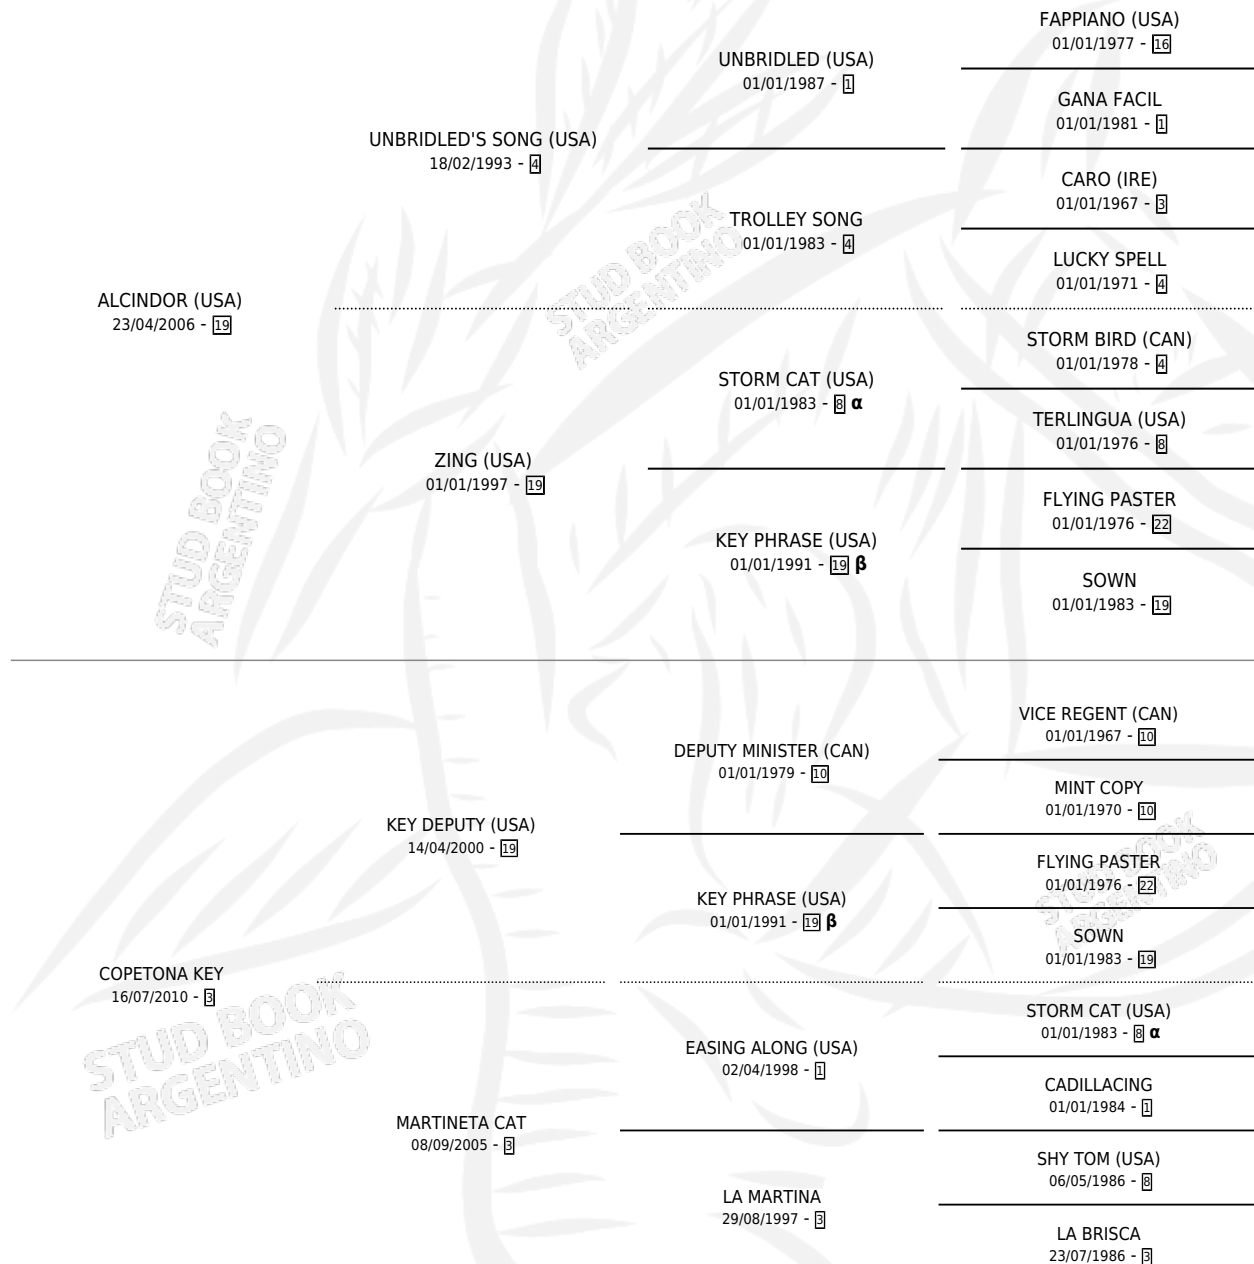 FAPPIANO (USA)
01/01/1977 - 16
UNBRIDLED (USA)
01/01/1987 - 1
GANA FACIL
01/01/1981 - 1
UNBRIDLED'S SONG (USA)
18/02/1993 - 4
CARO (IRE)
01/01/1967 - 3
TROLLEY SONG
01/01/1983 - 4
LUCKY SPELL
01/01/1971 - 4
ALCINDOR (USA)
23/04/2006 - 19
STORM BIRD (CAN)
01/01/1978 - 4
STORM CAT (USA)
01/01/1983 - 8 α
TERLINGUA (USA)
01/01/1976 - 8
ZING (USA)
01/01/1997 - 19
FLYING PASTER
01/01/1976 - 22
KEY PHRASE (USA)
01/01/1991 - 19 β
SOWN
01/01/1983 - 19
STUD BOOK
ARGENTINO
STUD BOOK
ARGENTINO
VICE REGENT (CAN)
01/01/1967 - 10
DEPUTY MINISTER (CAN)
01/01/1979 - 10
MINT COPY
01/01/1970 - 10
KEY DEPUTY (USA)
14/04/2000 - 19
FLYING PASTER
01/01/1976 - 22
KEY PHRASE (USA)
01/01/1991 - 19 β
SOWN
01/01/1983 - 19
COPETONA KEY
16/07/2010 - 3
STORM CAT (USA)
01/01/1983 - 8 α
EASING ALONG (USA)
02/04/1998 - 1
CADILLACING
01/01/1984 - 1
MARTINETA CAT
08/09/2005 - 3
SHY TOM (USA)
06/05/1986 - 8
LA MARTINA
29/08/1997 - 3
LA BRISCA
23/07/1986 - 3
STUD BOOK
ARGENTINO
STUD BOOK
ARGENTINO